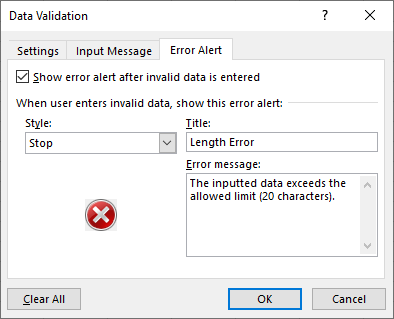 Data Validation ?
Settings Input Message Error Alert
Show error alert after invalid data is entered
When user enters invalid data, show this error alert:
Style: Title:
Stop Length Error
Error message:
The inputted data exceeds the
allowed limit (20 characters).
Clear All OK Cancel